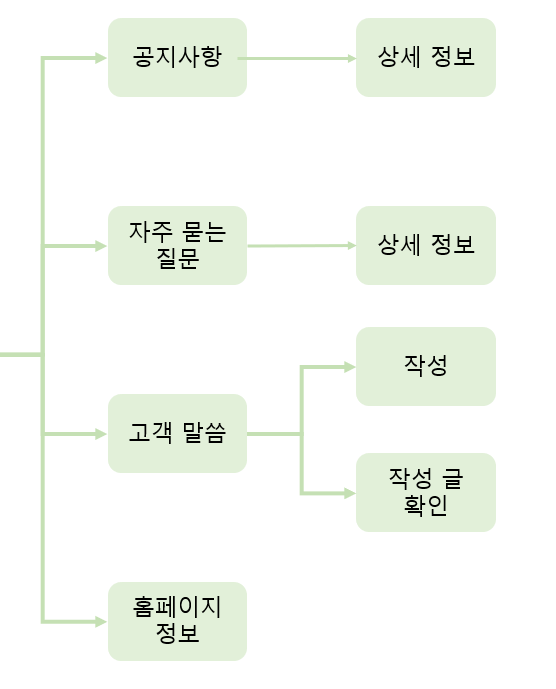 공지사항
상세 정보
자주 묻는
질문
상세 정보
작성
고객 말씀
작성 글
확인
홈페이지
정보